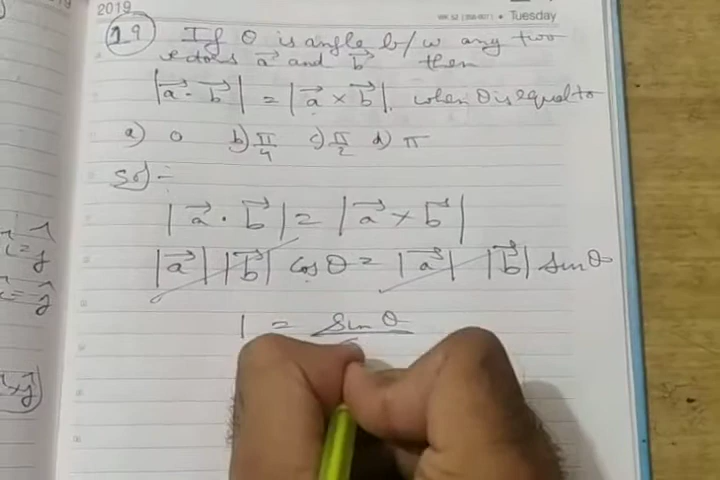 2019
Tuesday
19 If θ is angle b/w any two
vectors a⃗ and b⃗ then
|a⃗ · b⃗| = |a⃗ × b⃗|, when θ is equal to
a) 0 b) π/4 c) π/2 d) π
Sol:-
|a⃗ · b⃗| = |a⃗ × b⃗|
|a⃗| |b⃗| cos θ = |a⃗| |b⃗| sin θ
1 = sin θ